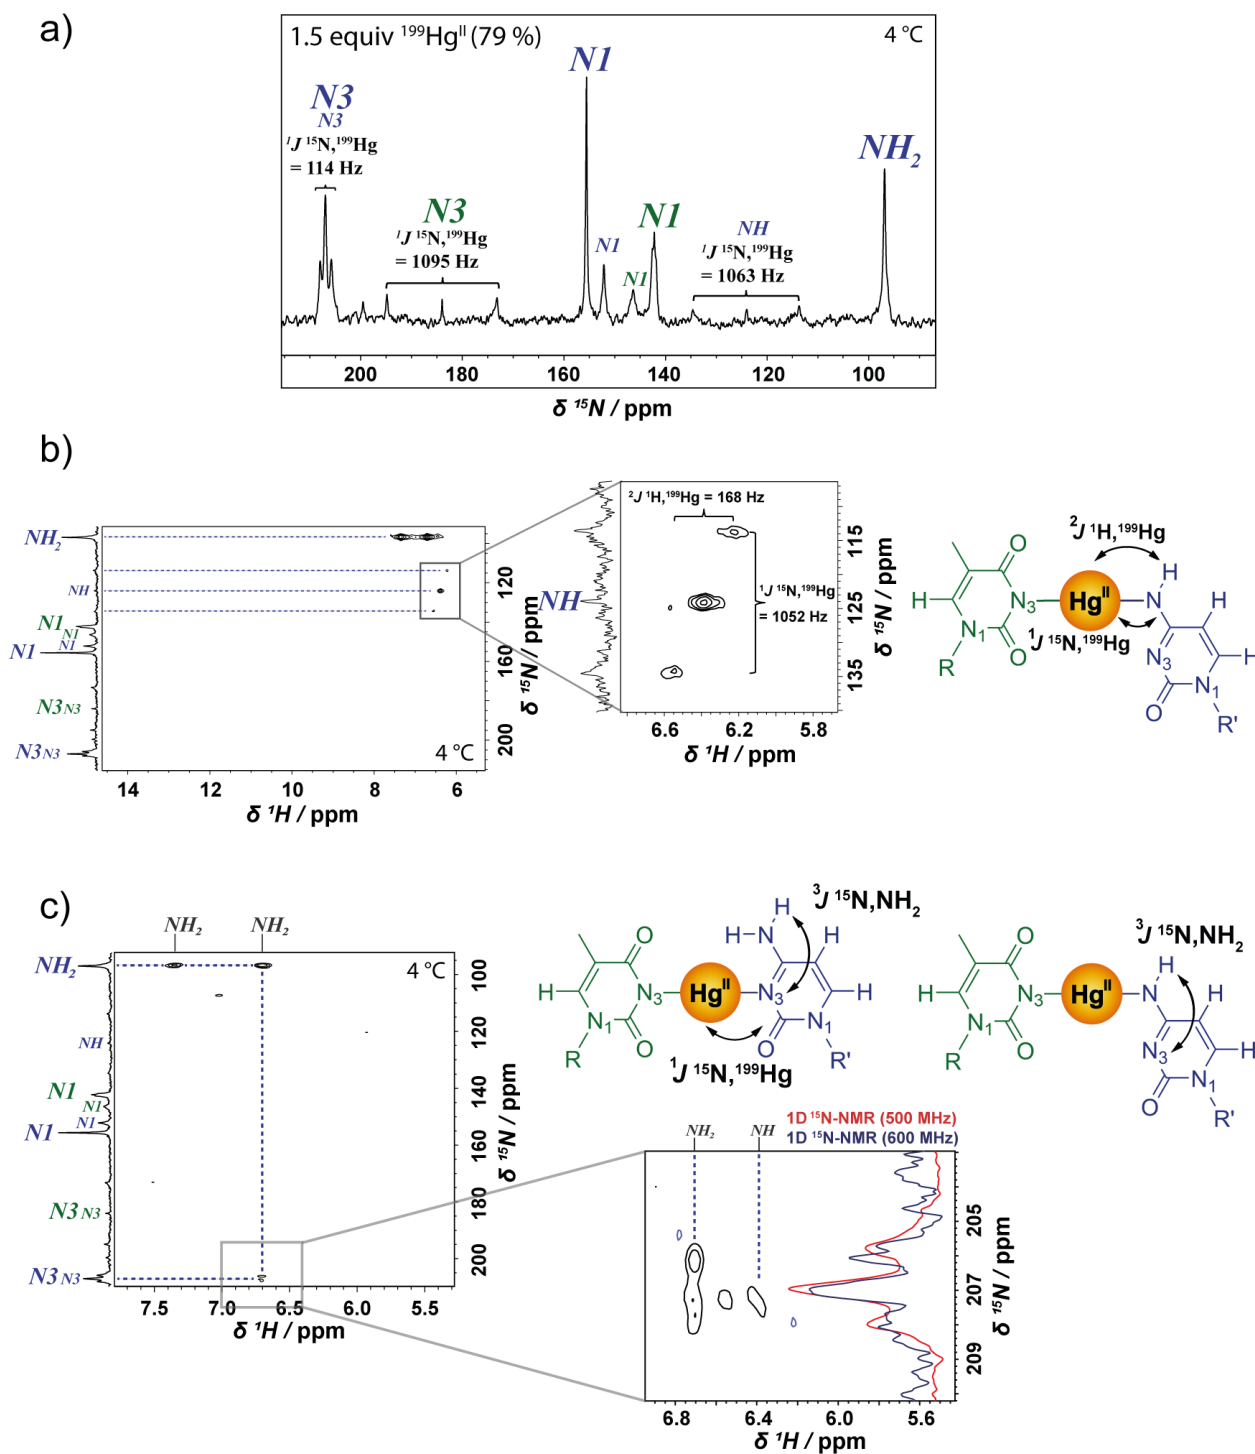 a)
1.5 equiv ¹⁹⁹Hgᴵᴵ (79 %)
4 °C
N3
N3
¹J ¹⁵N,¹⁹⁹Hg
= 114 Hz
N3
¹J ¹⁵N,¹⁹⁹Hg
= 1095 Hz
N1
N1
N1
N1
NH
¹J ¹⁵N,¹⁹⁹Hg
= 1063 Hz
NH₂
200 180 160 140 120 100
δ ¹⁵N / ppm
b)
NH₂
NH
N1
N1
N1
N1
N3 N3
N3 N3
4 °C
120
160
200
δ ¹⁵N / ppm
14 12 10 8 6
δ ¹H / ppm
²J ¹H,¹⁹⁹Hg = 168 Hz
NH
¹J ¹⁵N,¹⁹⁹Hg
= 1052 Hz
115
125
135
δ ¹⁵N / ppm
6.6 6.2 5.8
δ ¹H / ppm
²J ¹H,¹⁹⁹Hg
O
H
H
N₃
Hgᴵᴵ
N
H
N₁
O
R
¹J ¹⁵N,¹⁹⁹Hg
N₃
H
O
N₁
R'
c)
NH₂ NH₂
NH₂
NH
N1
N1
N1
N1
N3 N3
N3 N3
4 °C
100
120
140
160
180
200
δ ¹⁵N / ppm
7.5 7.0 6.5 6.0 5.5
δ ¹H / ppm
³J ¹⁵N,NH₂
H
O
H
N
H
H
N₃
Hgᴵᴵ
N₃
H
N₁
O
O
N₁
R
R'
¹J ¹⁵N,¹⁹⁹Hg
³J ¹⁵N,NH₂
O
H
H
N₃
Hgᴵᴵ
N
H
N₁
O
R
N₃
H
O
N₁
R'
1D ¹⁵N-NMR (500 MHz)
1D ¹⁵N-NMR (600 MHz)
NH₂ NH
205
207
209
δ ¹⁵N / ppm
6.8 6.4 6.0 5.6
δ ¹H / ppm